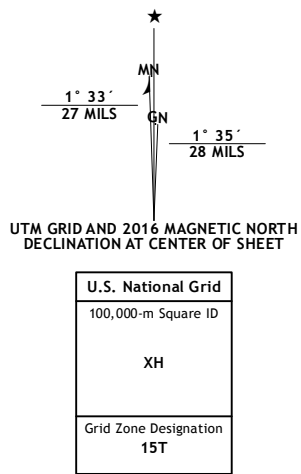 ★
MN
1° 33´
27 MILS
GN
1° 35´
28 MILS
UTM GRID AND 2016 MAGNETIC NORTH
DECLINATION AT CENTER OF SHEET
U.S. National Grid
100,000-m Square ID
XH
Grid Zone Designation
15T